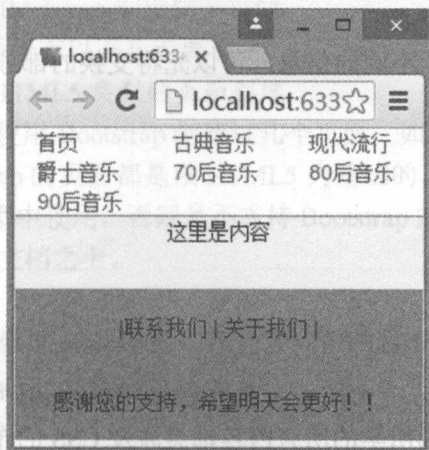 localhost:633
localhost:633
首页 古典音乐 现代流行
爵士音乐 70后音乐 80后音乐
90后音乐
这里是内容
|联系我们 | 关于我们 |
感谢您的支持，希望明天会更好！！